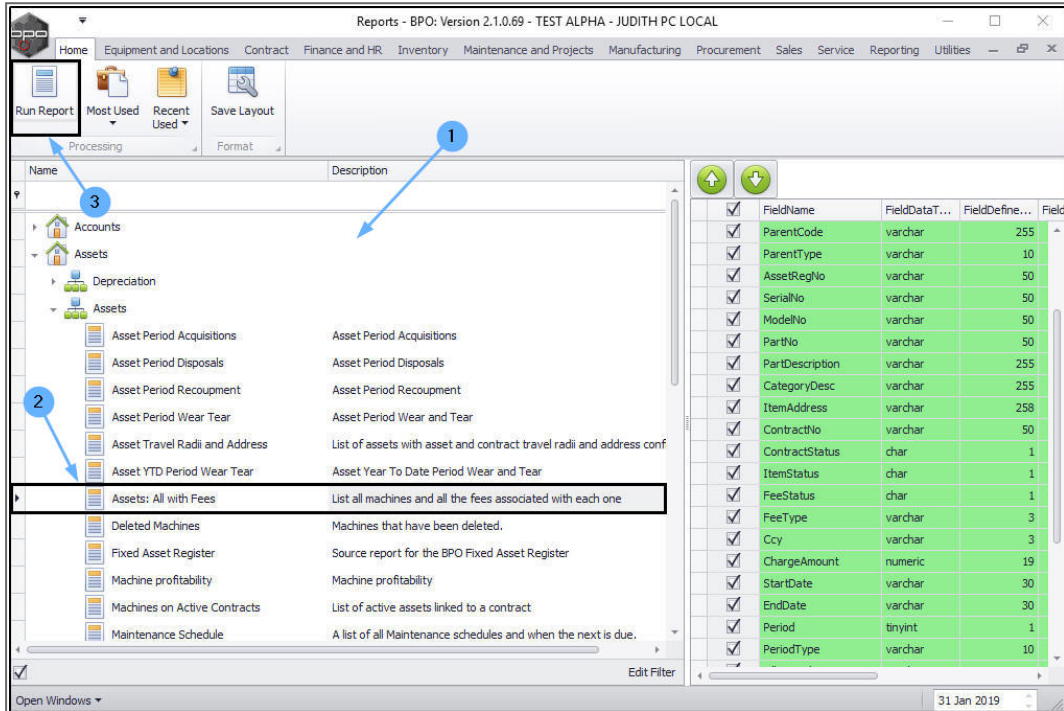 bpo
Reports - BPO: Version 2.1.0.69 - TEST ALPHA - JUDITH PC LOCAL
Home Equipment and Locations Contract Finance and HR Inventory Maintenance and Projects Manufacturing Procurement Sales Service Reporting Utilities
Run Report Most Used Recent Used Save Layout
Processing Format
1
3
2
Name Description
Accounts
Assets
Depreciation
Assets
Asset Period Acquisitions Asset Period Acquisitions
Asset Period Disposals Asset Period Disposals
Asset Period Recoupment Asset Period Recoupment
Asset Period Wear Tear Asset Period Wear and Tear
Asset Travel Radii and Address List of assets with asset and contract travel radii and address conf
Asset YTD Period Wear Tear Asset Year To Date Period Wear and Tear
Assets: All with Fees List all machines and all the fees associated with each one
Deleted Machines Machines that have been deleted.
Fixed Asset Register Source report for the BPO Fixed Asset Register
Machine profitability Machine profitability
Machines on Active Contracts List of active assets linked to a contract
Maintenance Schedule A list of all Maintenance schedules and when the next is due.
Edit Filter
FieldName FieldDataT... FieldDefine... Field
ParentCode varchar 255
ParentType varchar 10
AssetRegNo varchar 50
SerialNo varchar 50
ModelNo varchar 50
PartNo varchar 50
PartDescription varchar 255
CategoryDesc varchar 255
ItemAddress varchar 258
ContractNo varchar 50
ContractStatus char 1
ItemStatus char 1
FeeStatus char 1
FeeType varchar 3
Ccy varchar 3
ChargeAmount numeric 19
StartDate varchar 30
EndDate varchar 30
Period tinyint 1
PeriodType varchar 10
Open Windows 31 Jan 2019